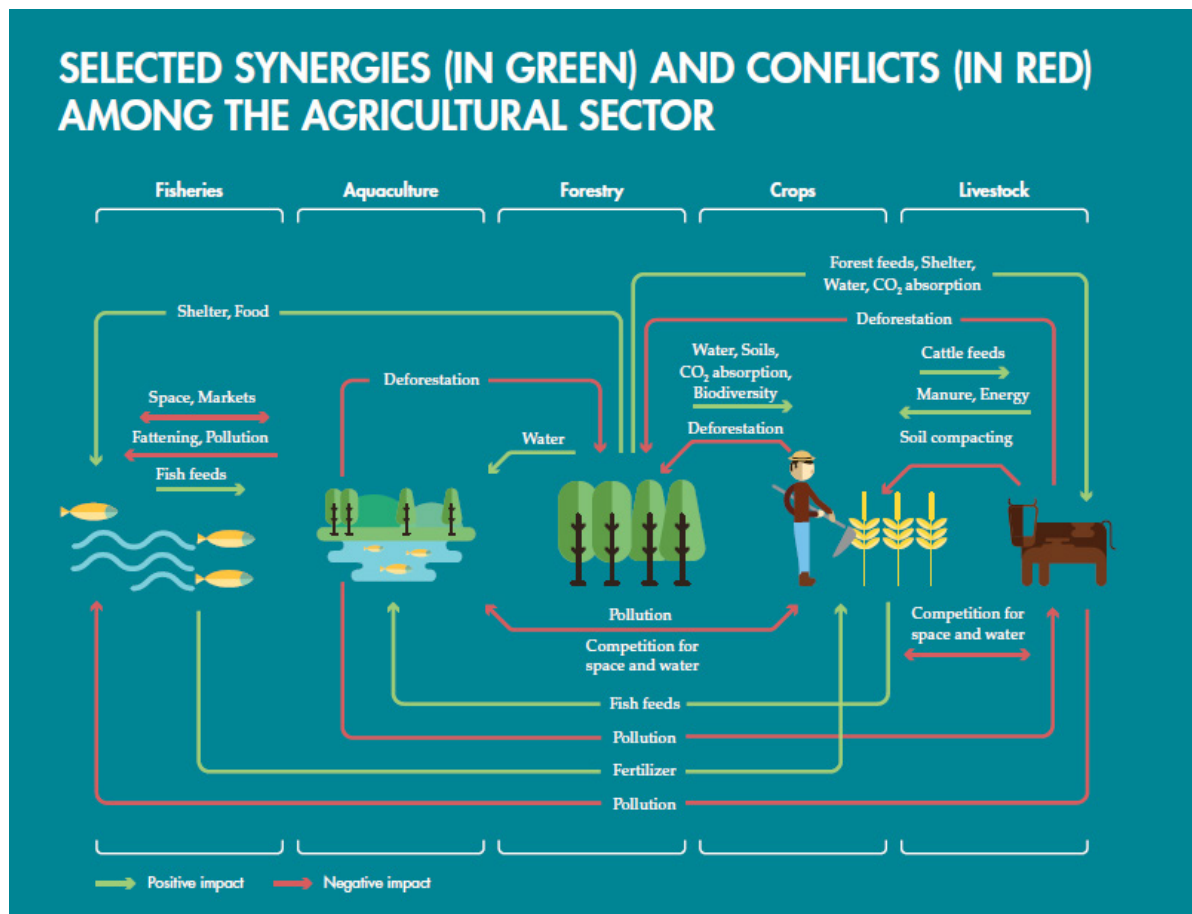 SELECTED SYNERGIES (IN GREEN) AND CONFLICTS (IN RED)
AMONG THE AGRICULTURAL SECTOR
Fisheries
Aquaculture
Forestry
Crops
Livestock
Forest feeds, Shelter,
Water, CO₂ absorption
Shelter, Food
Deforestation
Water, Soils,
CO₂ absorption,
Biodiversity
Cattle feeds
Deforestation
Space, Markets
Manure, Energy
Fattening, Pollution
Water
Deforestation
Soil compacting
Fish feeds
Pollution
Competition for
space and water
Competition for
space and water
Fish feeds
Pollution
Fertilizer
Pollution
Positive impact
Negative impact